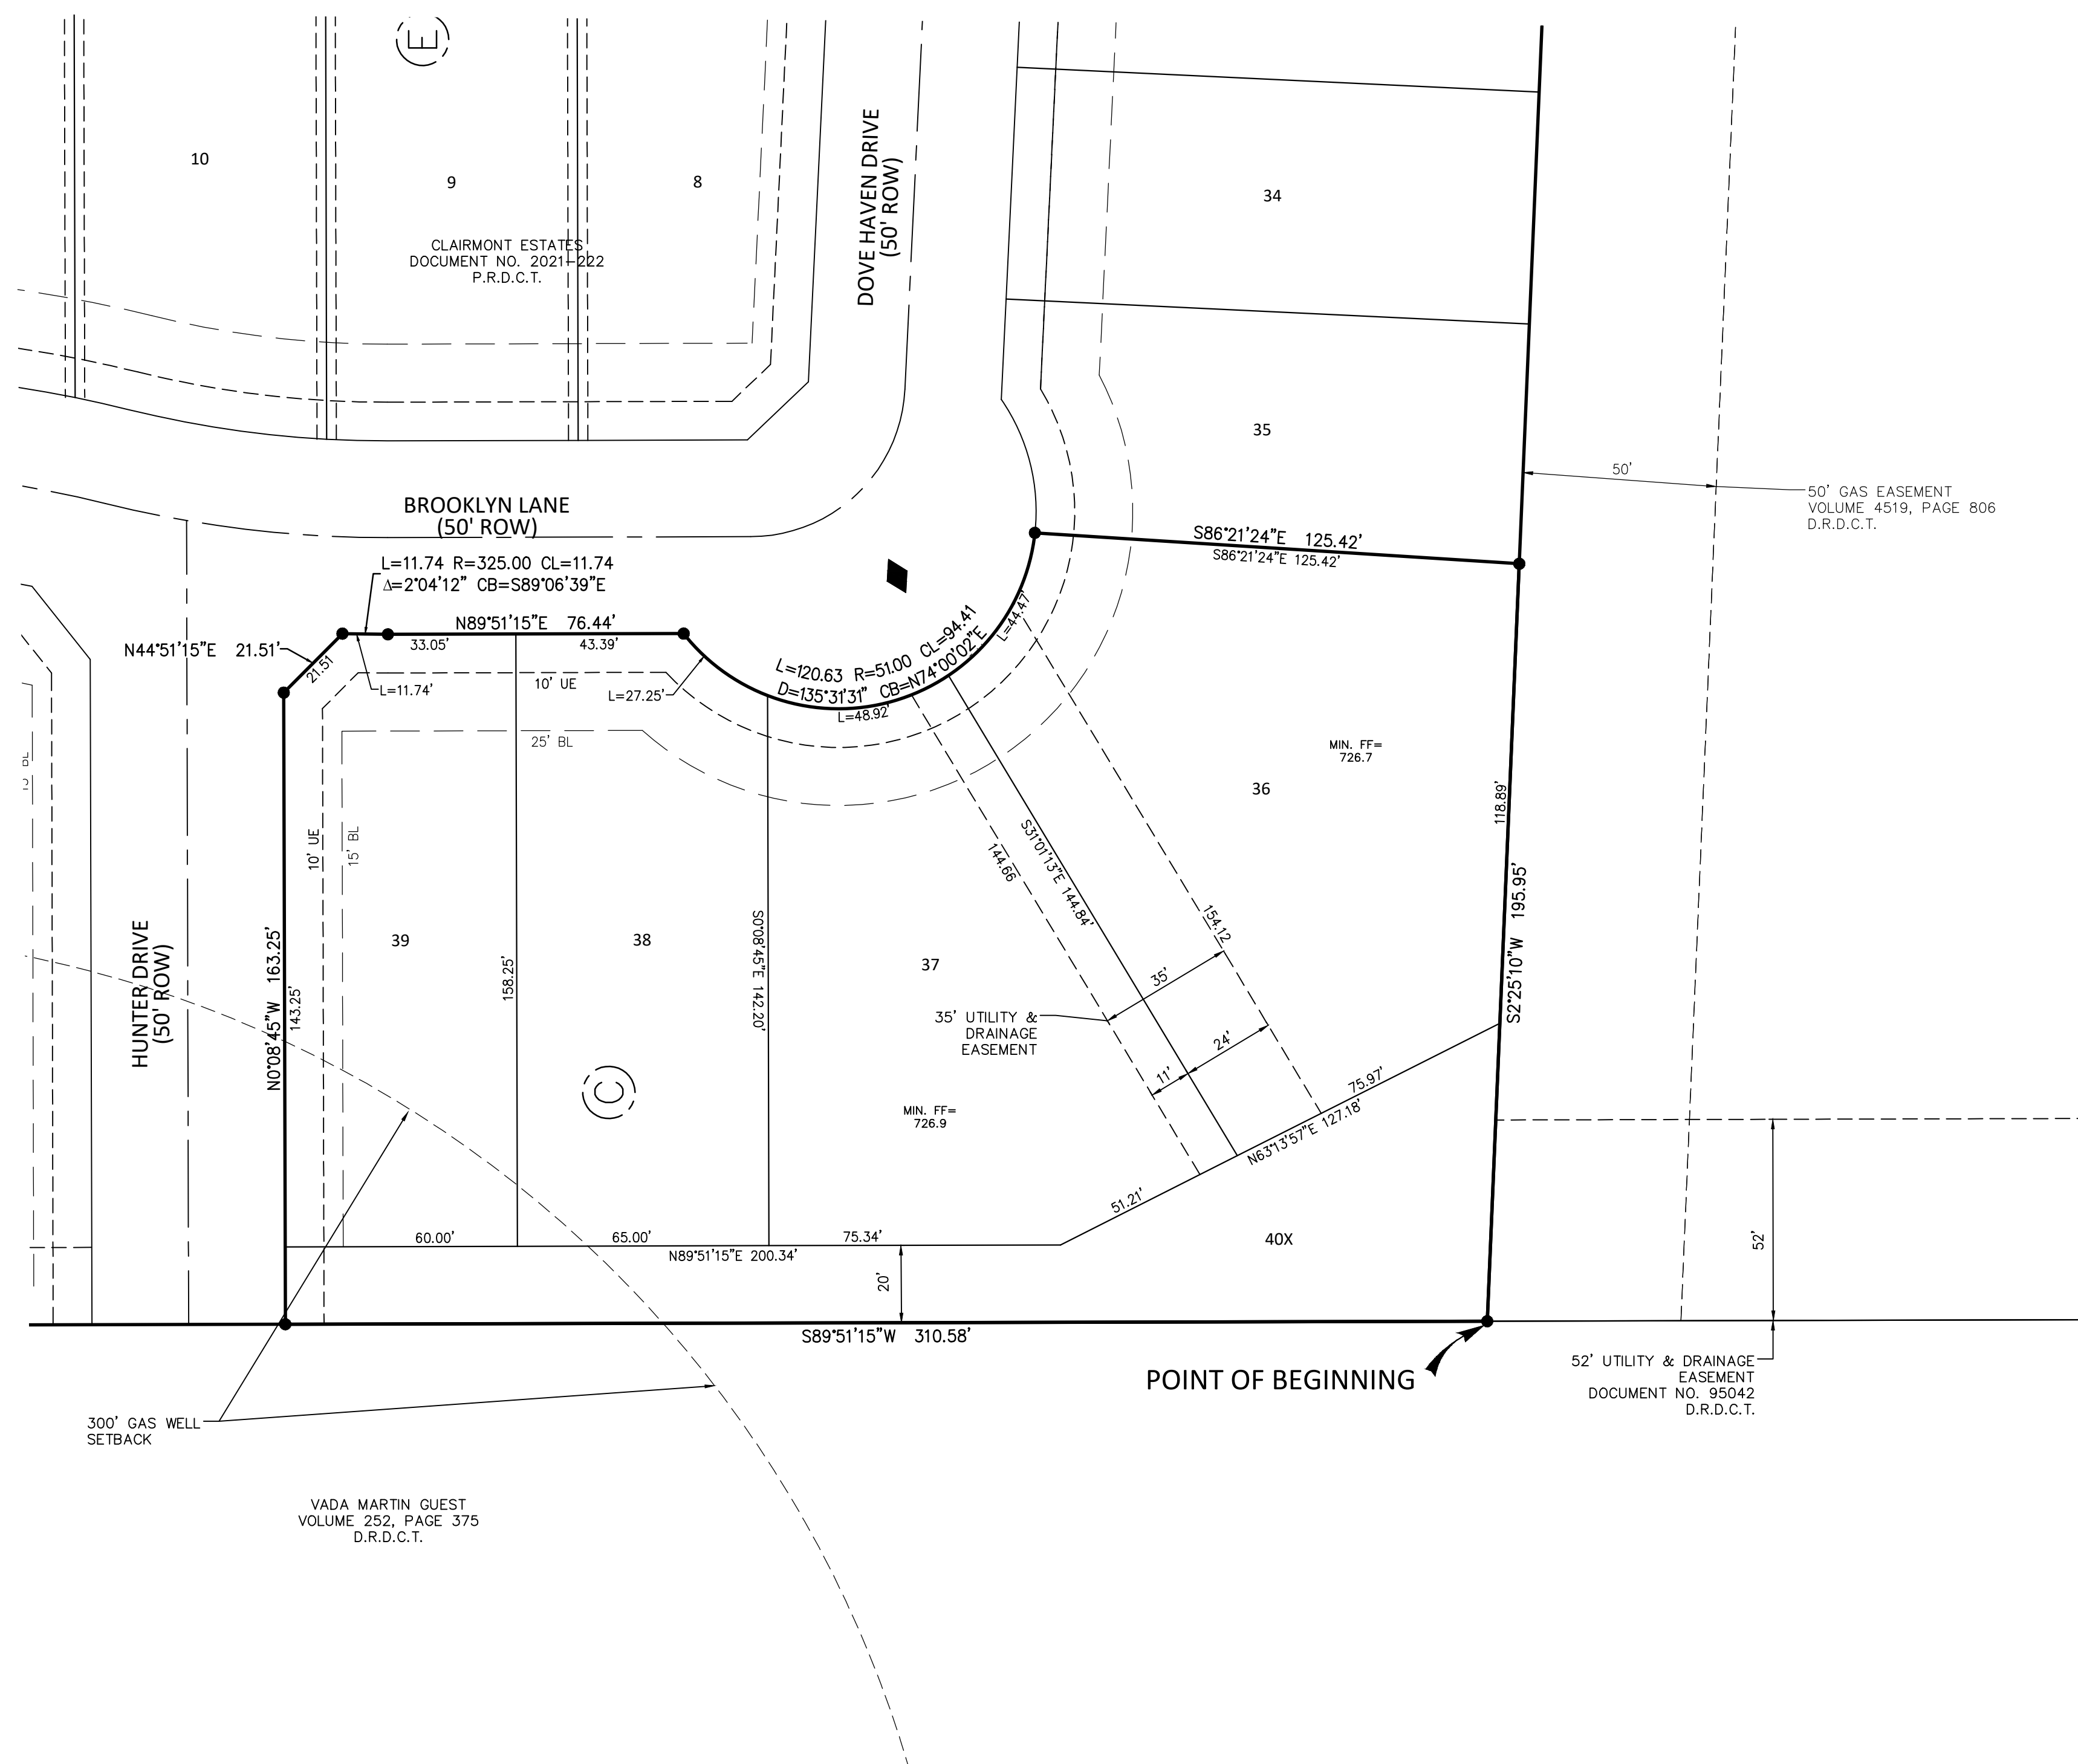 E
10
9
8
CLAIRMONT ESTATES
DOCUMENT NO. 2021-222
P.R.D.C.T.
DOVE HAVEN DRIVE
(50' ROW)
34
35
50'
50' GAS EASEMENT
VOLUME 4519, PAGE 806
D.R.D.C.T.
BROOKLYN LANE
(50' ROW)
L=11.74 R=325.00 CL=11.74
Δ=2°04'12" CB=S89°06'39"E
S86°21'24"E 125.42'
S86°21'24"E 125.42'
N89°51'15"E 76.44'
33.05'
43.39'
N44°51'15"E 21.51'
21.51
L=11.74'
10' UE
L=27.25'
L=120.63 R=51.00 CL=94.41
D=135°31'31" CB=N74°00'02"E
L=48.92'
L=44.47'
25' BL
BL
MIN. FF=
726.7
36
118.89'
S2°25'10"W 195.95'
10' UE
15' BL
144.66
S31°01'13"E 144.84'
154.12
39
38
37
S0°08'45"E 142.20'
158.25'
N0°08'45"W 163.25'
143.25'
HUNTER DRIVE
(50' ROW)
35'
35' UTILITY &
DRAINAGE
EASEMENT
24'
11'
C
MIN. FF=
726.9
75.97'
N63°13'57"E 127.18'
51.21'
60.00'
65.00'
75.34'
N89°51'15"E 200.34'
40X
20'
52'
S89°51'15"W 310.58'
POINT OF BEGINNING
52' UTILITY & DRAINAGE
EASEMENT
DOCUMENT NO. 95042
D.R.D.C.T.
300' GAS WELL
SETBACK
VADA MARTIN GUEST
VOLUME 252, PAGE 375
D.R.D.C.T.